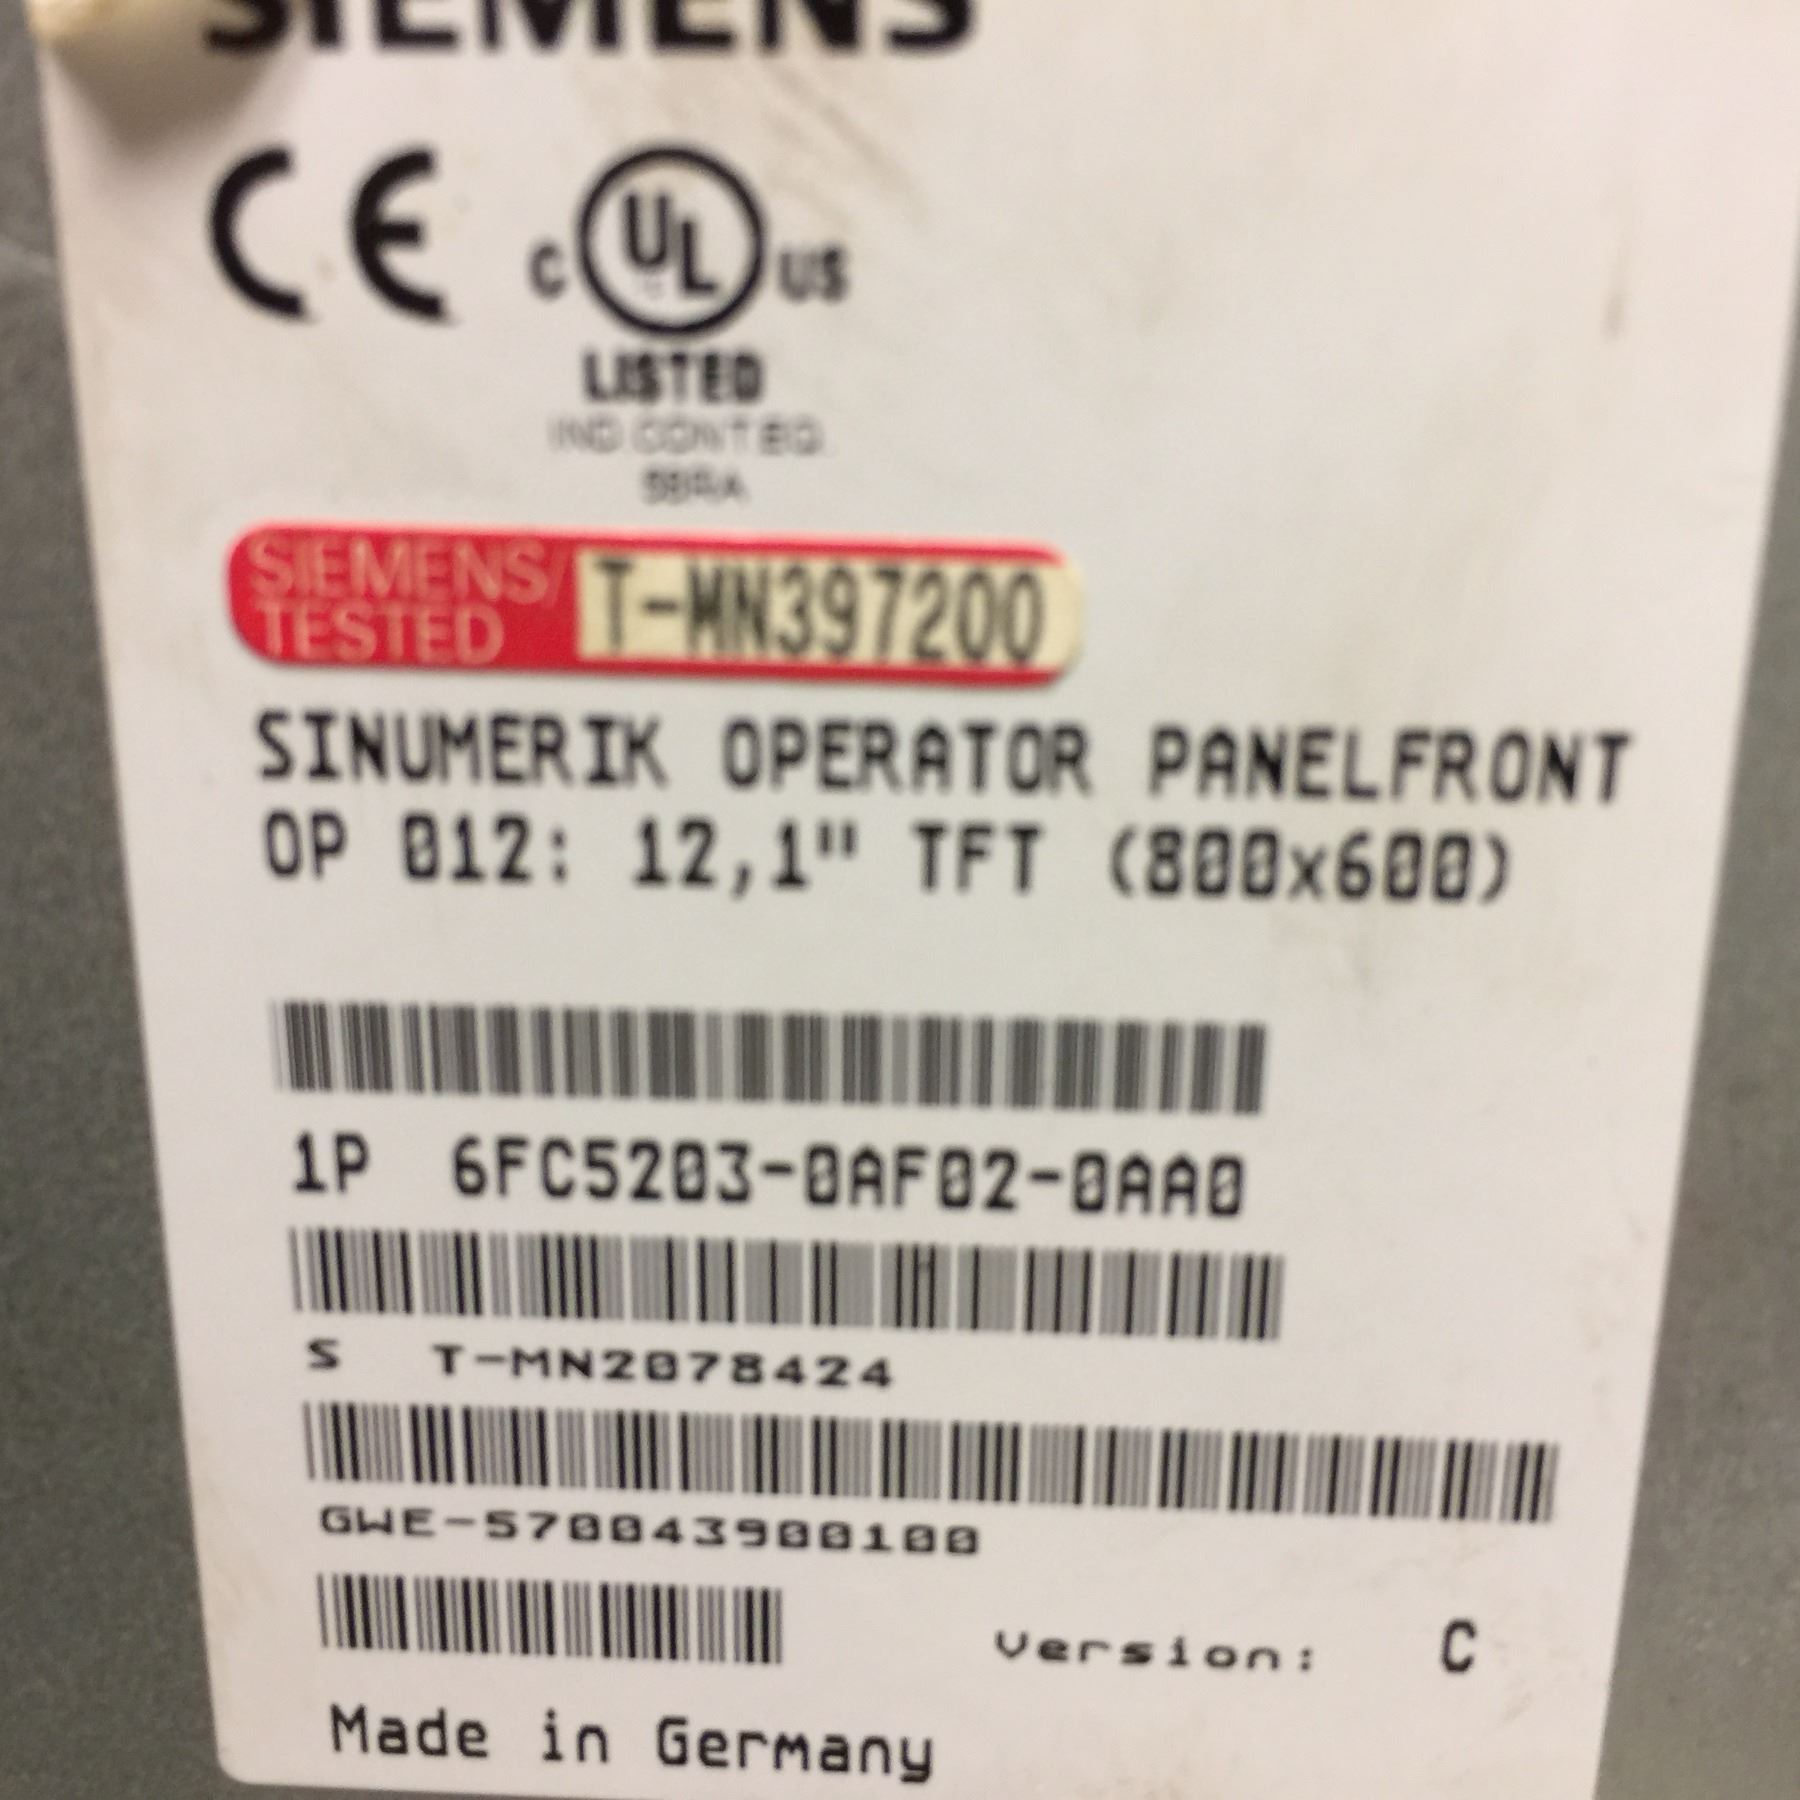 SIEMENS
CE
C UL US
LISTED
IND.CONT.EQ.
SIEMENS/
TESTED
T-MN397200
SINUMERIK OPERATOR PANELFRONT
OP 012: 12,1" TFT (800x600)
1P 6FC5203-0AF02-0AA0
S T-MN2078424
GWE-570043900100
Version: C
Made in Germany